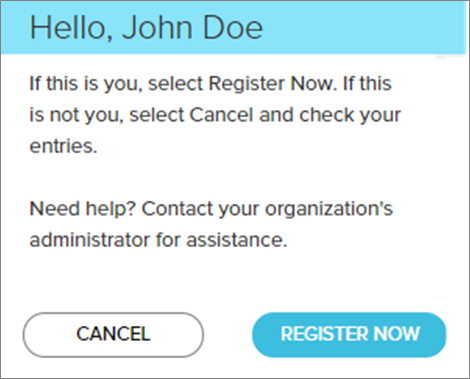 Hello, John Doe
If this is you, select Register Now. If this
is not you, select Cancel and check your
entries.
Need help? Contact your organization's
administrator for assistance.
CANCEL
REGISTER NOW